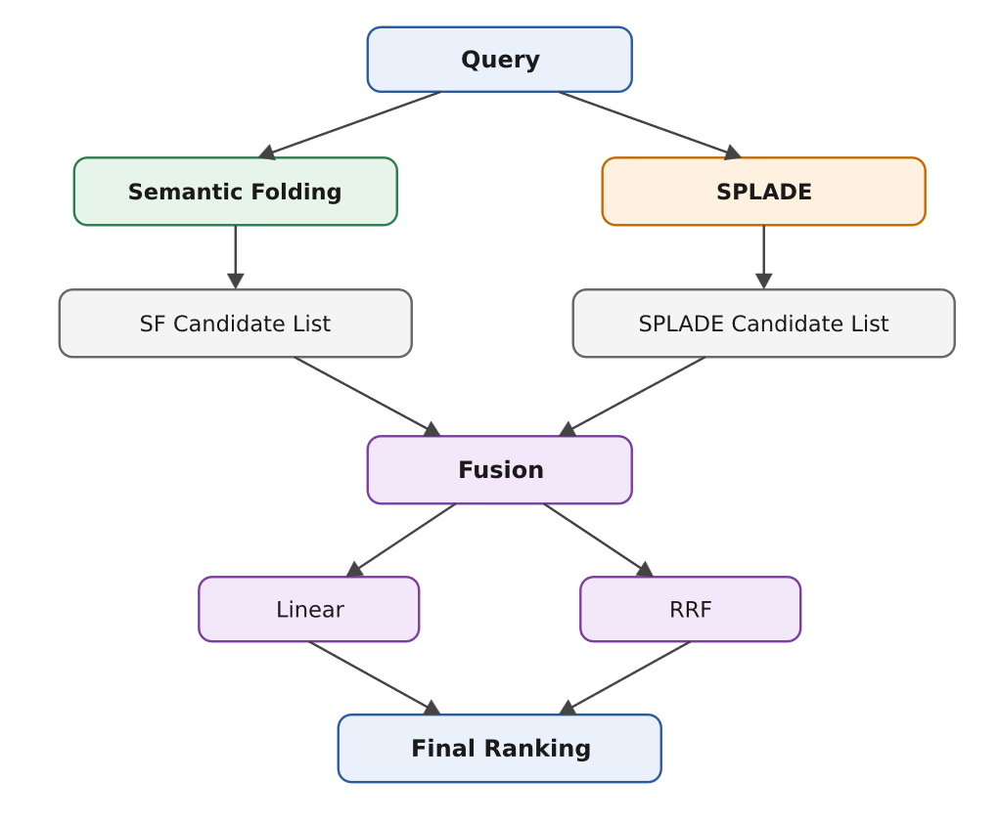 Query
Semantic Folding
SPLADE
SF Candidate List
SPLADE Candidate List
Fusion
Linear
RRF
Final Ranking